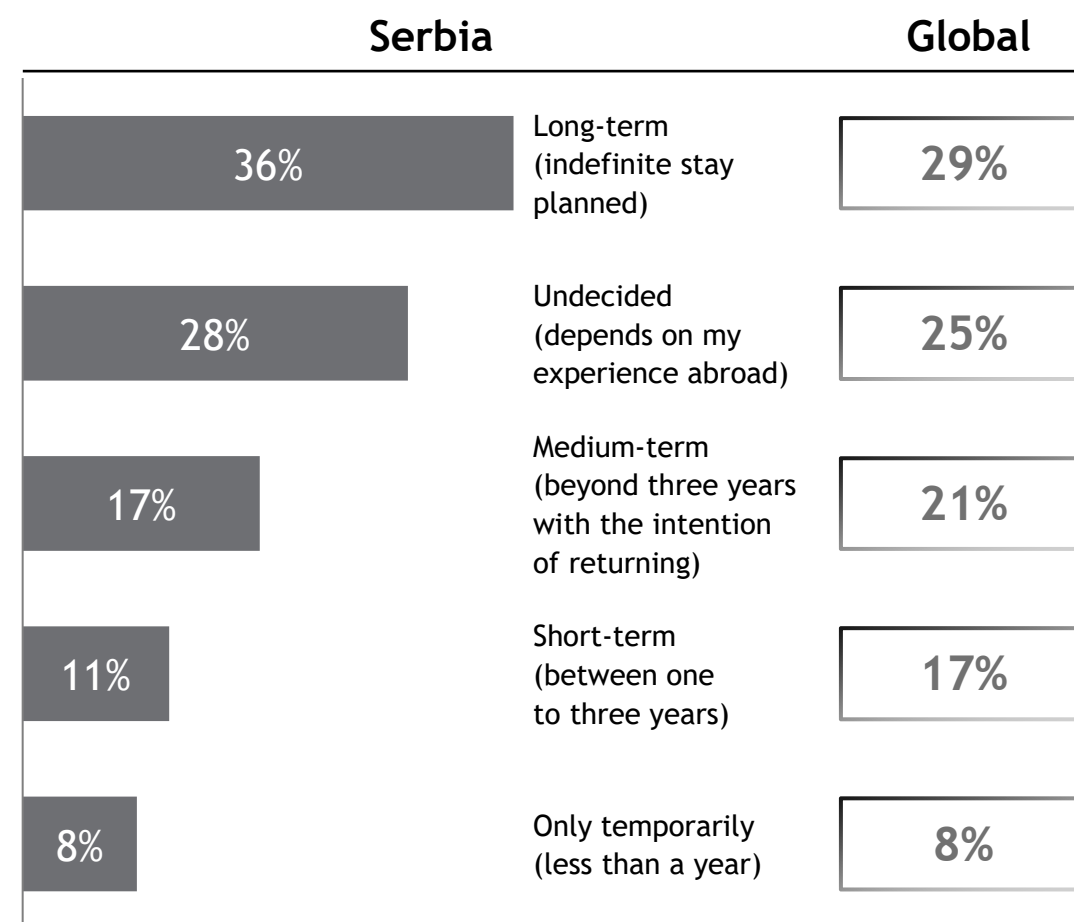 Serbia Global
36%
Long-term
(indefinite stay
planned)
29%
28%
Undecided
(depends on my
experience abroad)
25%
17%
Medium-term
(beyond three years
with the intention
of returning)
21%
11%
Short-term
(between one
to three years)
17%
8%
Only temporarily
(less than a year)
8%